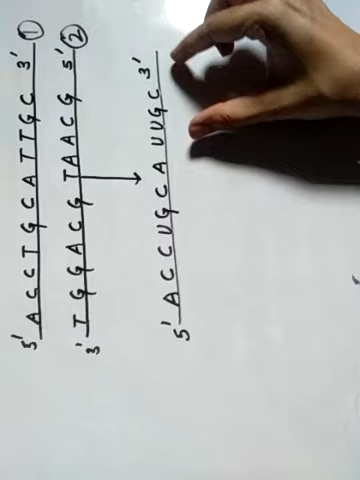 5' A C C T G C A T T G C 3' ①
3' T G G A C G T A A C G 5' ②
5' A C C U G C A U U G C 3'